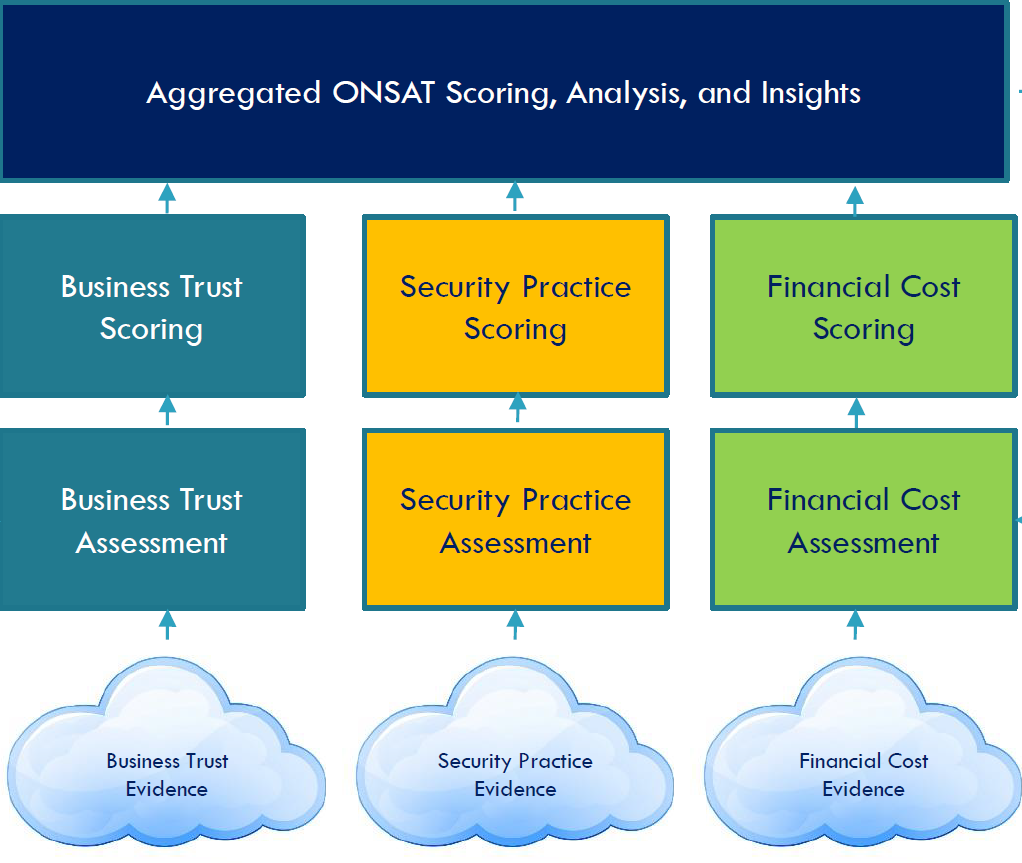 Aggregated ONSAT Scoring, Analysis, and Insights
Business Trust
Scoring
Security Practice
Scoring
Financial Cost
Scoring
Business Trust
Assessment
Security Practice
Assessment
Financial Cost
Assessment
Business Trust
Evidence
Security Practice
Evidence
Financial Cost
Evidence